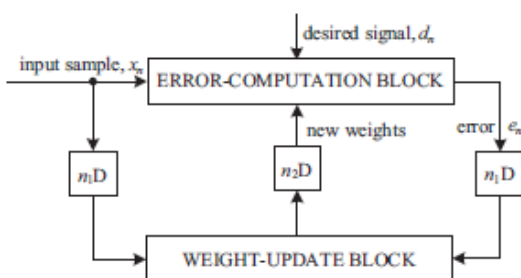 desired signal, dₙ
input sample, xₙ
ERROR-COMPUTATION BLOCK
new weights
error eₙ
n₁D
n₂D
n₁D
WEIGHT-UPDATE BLOCK